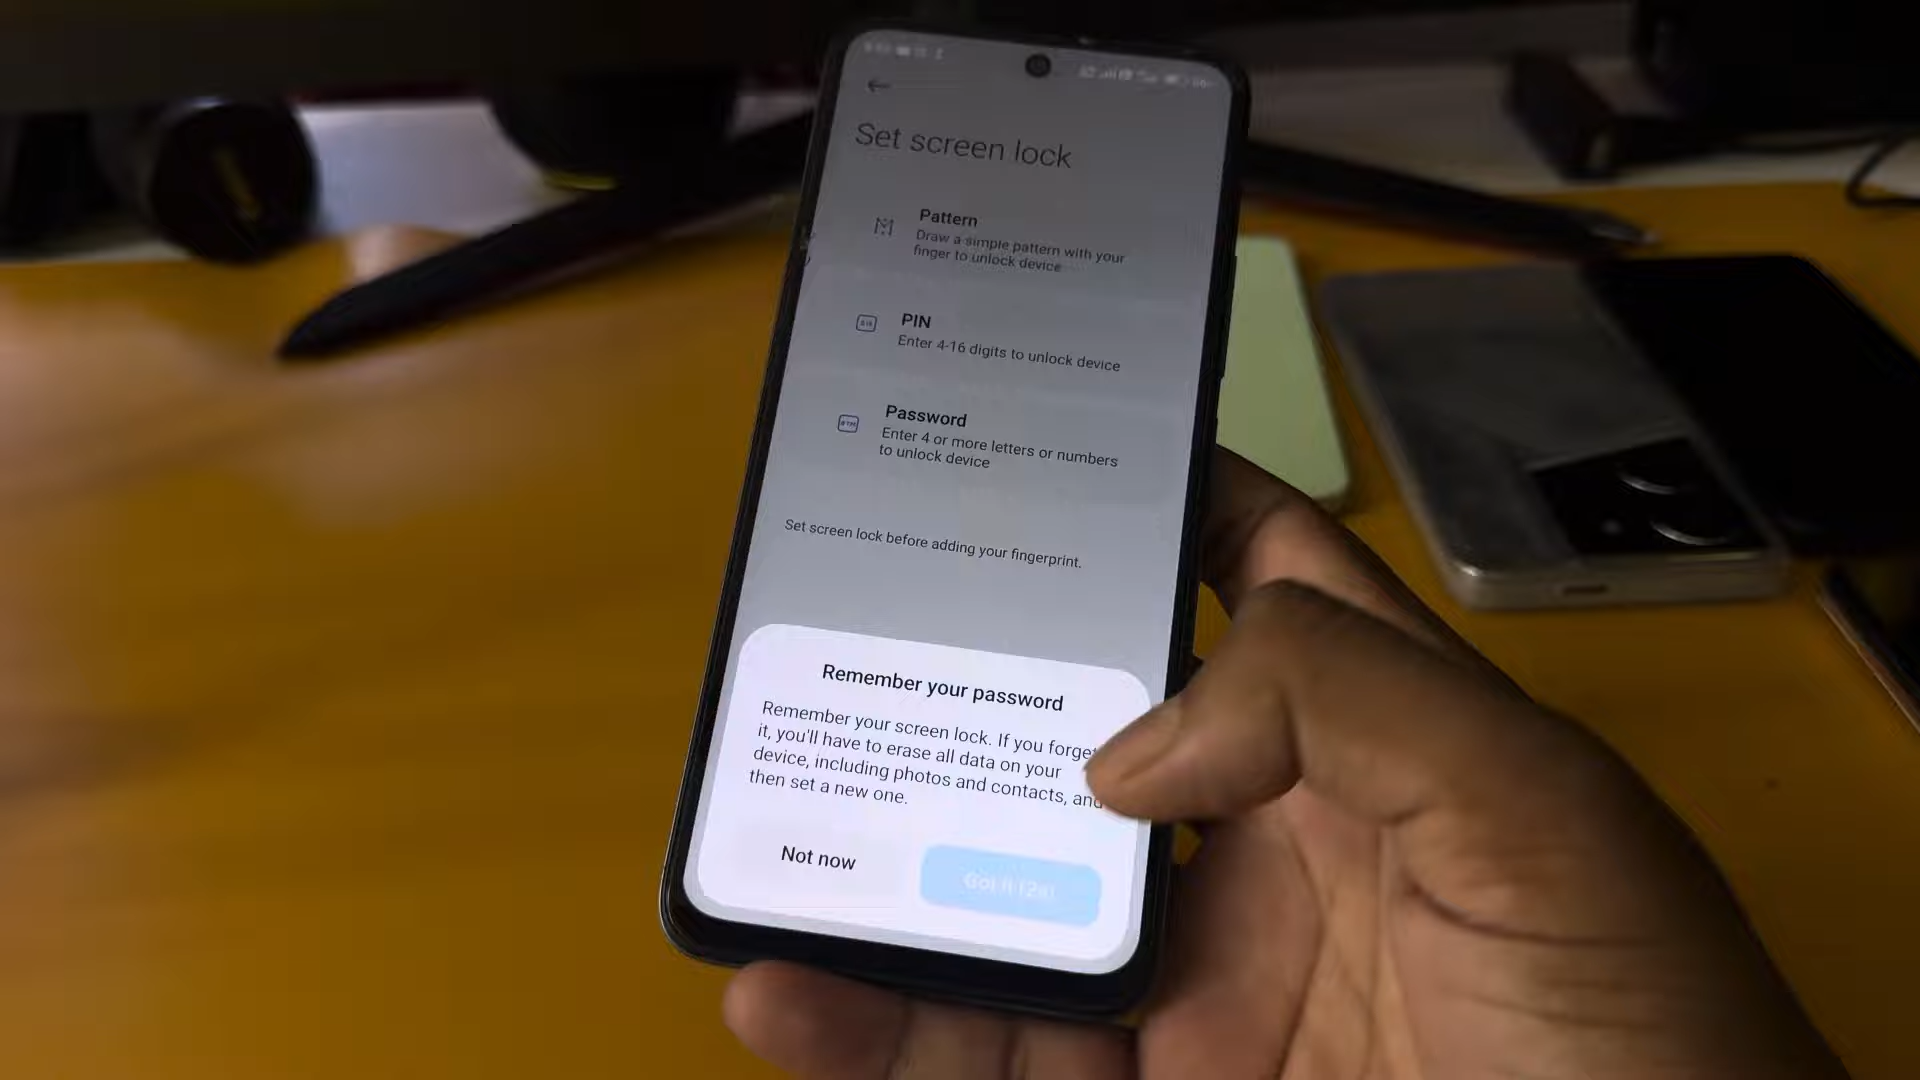 Set screen lock
Pattern
Draw a simple pattern with your
finger to unlock device
PIN
Enter 4-16 digits to unlock device
Password
Enter 4 or more letters or numbers
to unlock device
Set screen lock before adding your fingerprint.
Remember your password
Remember your screen lock. If you forget
it, you'll have to erase all data on your
device, including photos and contacts, and
then set a new one.
Not now
Got it (2s)